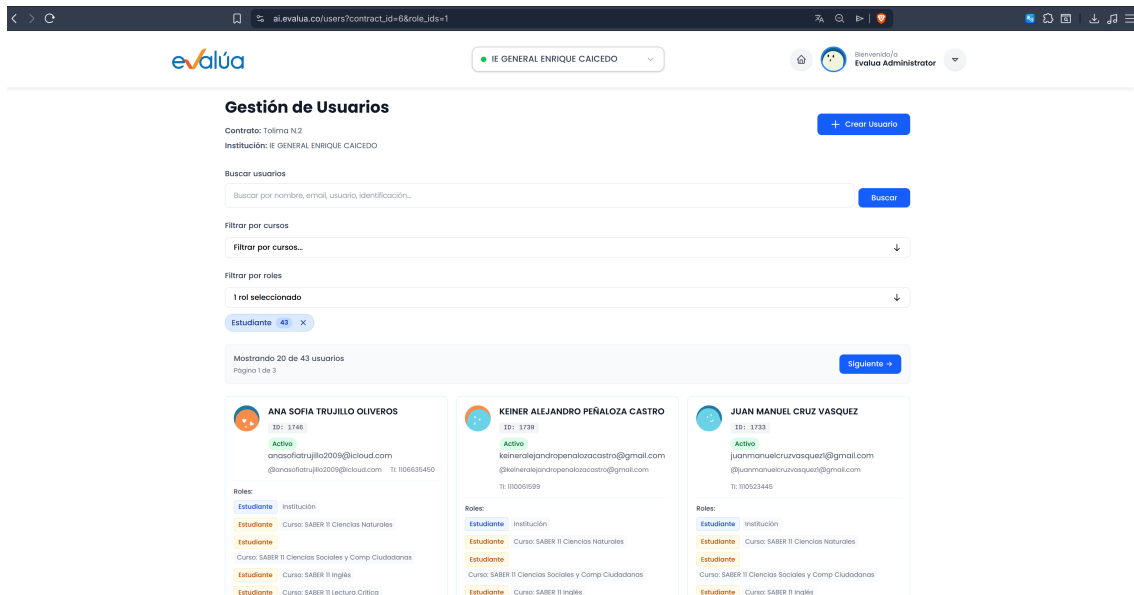 ai.evalua.co/users?contract_id=6&role_ids=1
evalúa
IE GENERAL ENRIQUE CAICEDO
Bienvenido/a
Evalua Administrator
Gestión de Usuarios
Contrato: Tolima N.2
Institución: IE GENERAL ENRIQUE CAICEDO
+ Crear Usuario
Buscar usuarios
Buscar por nombre, email, usuario, identificación...
Buscar
Filtrar por cursos
Filtrar por cursos...
Filtrar por roles
1 rol seleccionado
Estudiante 43 ×
Mostrando 20 de 43 usuarios
Página 1 de 3
Siguiente →
ANA SOFIA TRUJILLO OLIVEROS
ID: 1746
Activo
anasofiatrujillo2009@icloud.com
@anasofiatrujillo2009@icloud.com TI: 1106635450
Roles:
Estudiante Institución
Estudiante Curso: SABER 11 Ciencias Naturales
Estudiante
Curso: SABER 11 Ciencias Sociales y Comp Ciudadanas
Estudiante Curso: SABER 11 Inglés
Estudiante Curso: SABER 11 Lectura Crítica
KEINER ALEJANDRO PEÑALOZA CASTRO
ID: 1739
Activo
keineralejandropenalozacastro@gmail.com
@keineralejandropenalozacastro@gmail.com
TI: 1110061599
Roles:
Estudiante Institución
Estudiante Curso: SABER 11 Ciencias Naturales
Estudiante
Curso: SABER 11 Ciencias Sociales y Comp Ciudadanas
Estudiante Curso: SABER 11 Inglés
JUAN MANUEL CRUZ VASQUEZ
ID: 1733
Activo
juanmanuelcruzvasquez1@gmail.com
@juanmanuelcruzvasquez1@gmail.com
TI: 1110523445
Roles:
Estudiante Institución
Estudiante Curso: SABER 11 Ciencias Naturales
Estudiante
Curso: SABER 11 Ciencias Sociales y Comp Ciudadanas
Estudiante Curso: SABER 11 Inglés